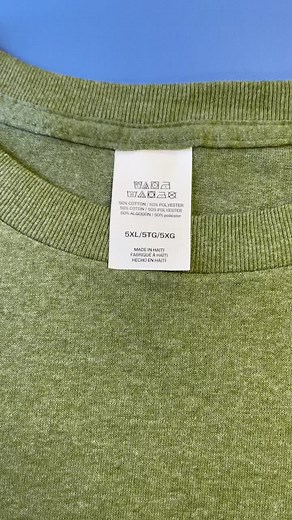 50% COTTON / 50% POLYESTER
50% COTON / 50% POLYESTER
50% ALGODON / 50% poliéster
5XL/5TG/5XG
MADE IN HAITI
FABRIQUÉ À HAÏTI
HECHO EN HAITÍ